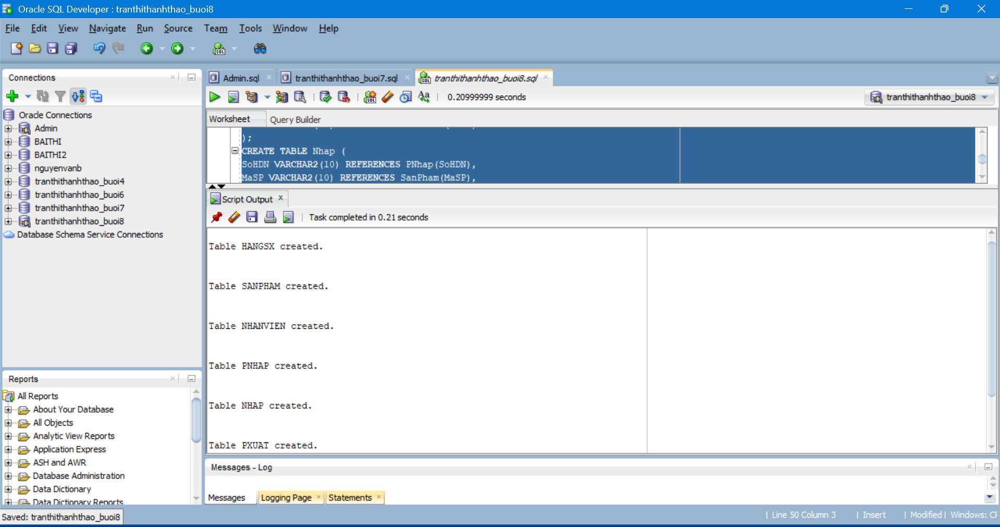 Oracle SQL Developer : tranthithanhthao_buoi8
File Edit View Navigate Run Source Team Tools Window Help
Connections
Oracle Connections
Admin
BAITHI
BAITHI2
nguyenvanb
tranthithanhthao_buoi4
tranthithanhthao_buoi6
tranthithanhthao_buoi7
tranthithanhthao_buoi8
Database Schema Service Connections
Reports
All Reports
About Your Database
All Objects
Analytic View Reports
Application Express
ASH and AWR
Database Administration
Data Dictionary
Data Dictionary Reports
Admin.sql tranthithanhthao_buoi7.sql tranthithanhthao_buoi8.sql
0.20999999 seconds tranthithanhthao_buoi8
Worksheet Query Builder
);
CREATE TABLE Nhap (
SoHDN VARCHAR2(10) REFERENCES PNhap(SoHDN),
MaSP VARCHAR2(10) REFERENCES SanPham(MaSP),
Script Output
Task completed in 0.21 seconds
Table HANGSX created.
Table SANPHAM created.
Table NHANVIEN created.
Table PNHAP created.
Table NHAP created.
Table PXUAT created.
Messages - Log
Messages Logging Page Statements
Saved: tranthithanhthao_buoi8
| Line 50 Column 3 | Insert | Modified | Windows: